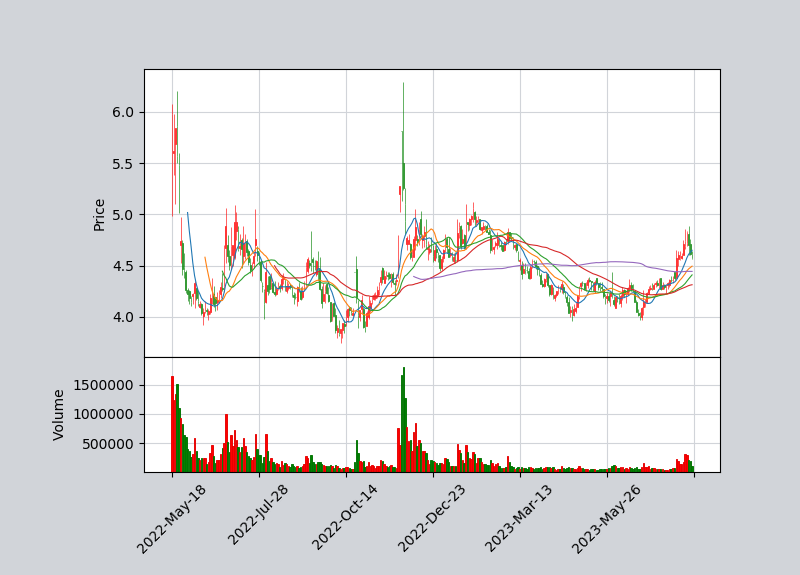 6.0
5.5
5.0
4.5
4.0
Price
1500000
1000000
500000
Volume
2022-May-18
2022-Jul-28
2022-Oct-14
2022-Dec-23
2023-Mar-13
2023-May-26